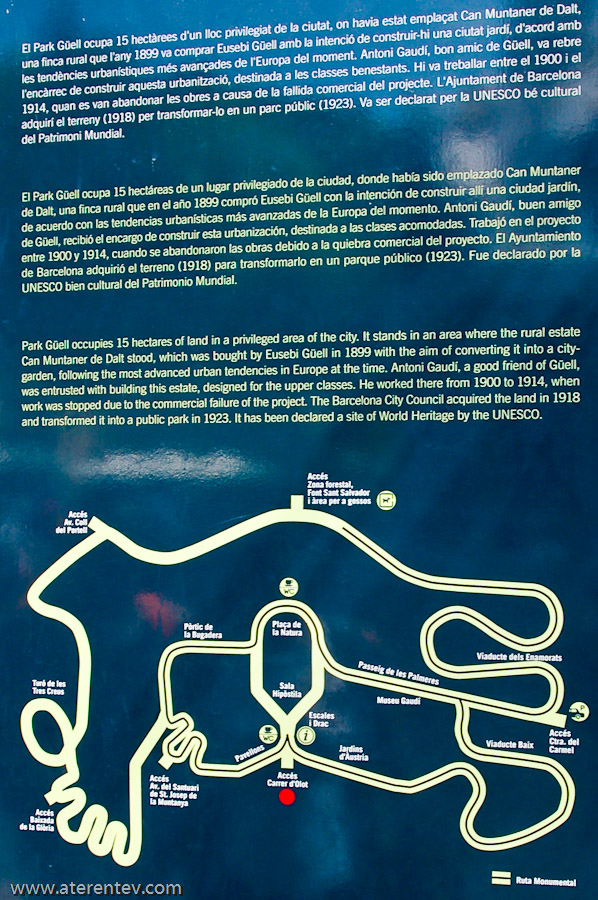 El Park Güell ocupa 15 hectàrees d'un lloc privilegiat de la ciutat, on havia estat emplaçat Can Muntaner de Dalt,
una finca rural que l'any 1899 va comprar Eusebi Güell amb la intenció de construir-hi una ciutat jardí, d'acord amb
les tendències urbanístiques més avançades de l'Europa del moment. Antoni Gaudí, bon amic de Güell, va rebre
l'encàrrec de construir aquesta urbanització, destinada a les classes benestants. Hi va treballar entre el 1900 i el
1914, quan es van abandonar les obres a causa de la fallida comercial del projecte. L'Ajuntament de Barcelona
adquirí el terreny (1918) per transformar-lo en un parc públic (1923). Va ser declarat per la UNESCO bé cultural
del Patrimoni Mundial.
El Park Güell ocupa 15 hectáreas de un lugar privilegiado de la ciudad, donde había sido emplazado Can Muntaner
de Dalt, una finca rural que en el año 1899 compró Eusebi Güell con la intención de construir allí una ciudad jardín,
de acuerdo con las tendencias urbanísticas más avanzadas de la Europa del momento. Antoni Gaudí, buen amigo
de Güell, recibió el encargo de construir esta urbanización, destinada a las clases acomodadas. Trabajó en el proyecto
entre 1900 y 1914, cuando se abandonaron las obras debido a la quiebra comercial del proyecto. El Ayuntamiento
de Barcelona adquirió el terreno (1918) para transformarlo en un parque público (1923). Fue declarado por la
UNESCO bien cultural del Patrimonio Mundial.
Park Güell occupies 15 hectares of land in a privileged area of the city. It stands in an area where the rural estate
Can Muntaner de Dalt stood, which was bought by Eusebi Güell in 1899 with the aim of converting it into a city-
garden, following the most advanced urban tendencies in Europe at the time. Antoni Gaudí, a good friend of Güell,
was entrusted with building this estate, designed for the upper classes. He worked there from 1900 to 1914, when
work was stopped due to the commercial failure of the project. The Barcelona City Council acquired the land in 1918
and transformed it into a public park in 1923. It has been declared a site of World Heritage by the UNESCO.
Accés
Zona forestal,
Font Sant Salvador
i àrea per a gossos
Accés
Av. Coll
del Portell
WC
Pòrtic de
la Bugadera
Plaça de
la Natura
Viaducte dels Enamorats
Passeig de les Palmeres
Museu Gaudí
Turó de les
Tres Creus
Sala
Hipòstila
Escales
i Drac
P
Accés
Ctra. del
Carmel
WC
i
Viaducte Baix
Pavellons
Jardins
d'Àustria
Accés
Av. del Santuari
de St. Josep de
la Muntanya
Accés
Carrer d'Olot
Accés
Baixada
de la Glòria
Ruta Monumental
www.aterentev.com